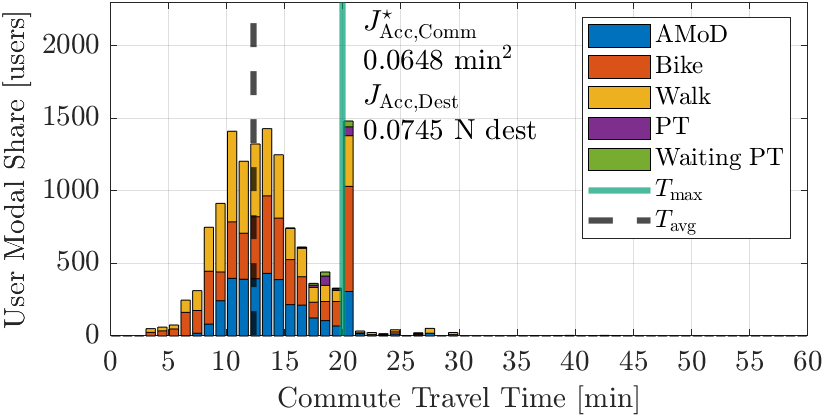 User Modal Share [users]
2000
1500
1000
500
0
J⋆Acc,Comm
0.0648 min²
JAcc,Dest
0.0745 N dest
AMoD
Bike
Walk
PT
Waiting PT
Tmax
Tavg
0 5 10 15 20 25 30 35 40 45 50 55 60
Commute Travel Time [min]